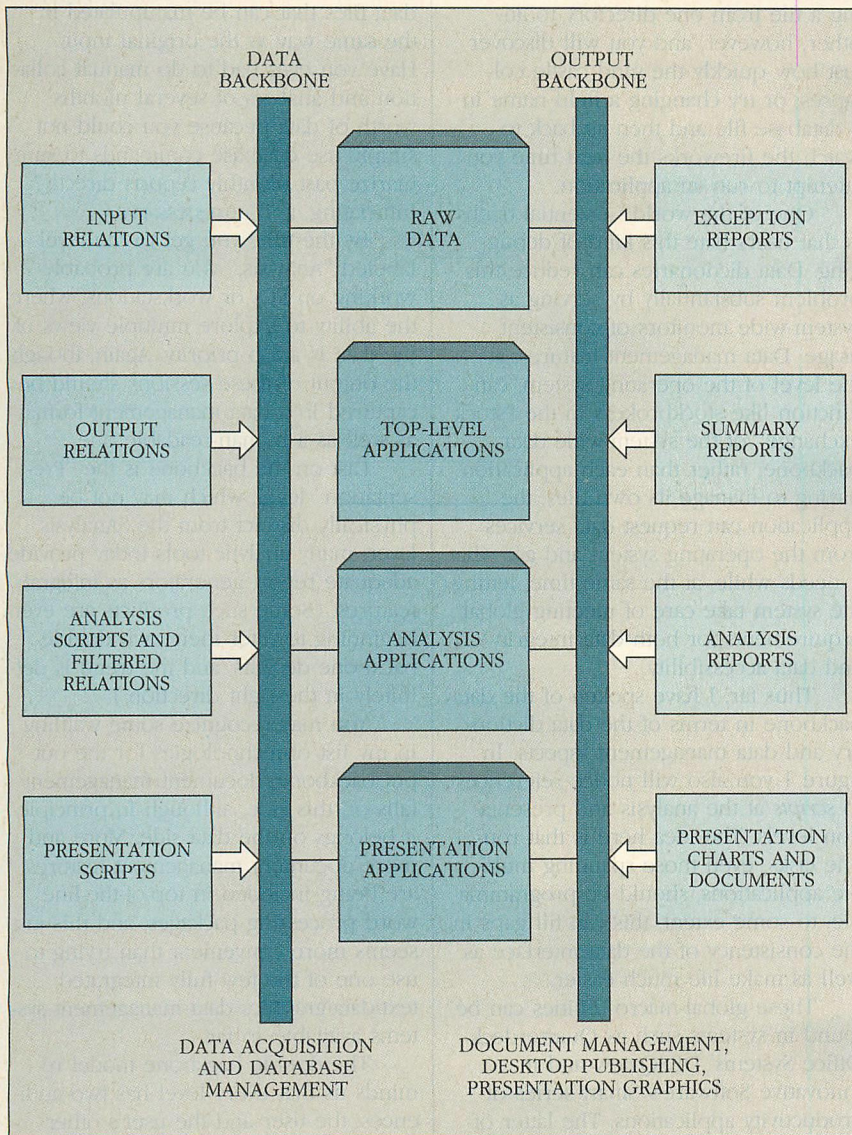 DATA
BACKBONE
OUTPUT
BACKBONE
INPUT
RELATIONS
RAW
DATA
EXCEPTION
REPORTS
OUTPUT
RELATIONS
TOP-LEVEL
APPLICATIONS
SUMMARY
REPORTS
ANALYSIS
SCRIPTS AND
FILTERED
RELATIONS
ANALYSIS
APPLICATIONS
ANALYSIS
REPORTS
PRESENTATION
SCRIPTS
PRESENTATION
APPLICATIONS
PRESENTATION
CHARTS AND
DOCUMENTS
DATA ACQUISITION
AND DATABASE
MANAGEMENT
DOCUMENT MANAGEMENT,
DESKTOP PUBLISHING,
PRESENTATION GRAPHICS